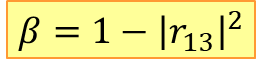 β = 1 − |r₁₃|²